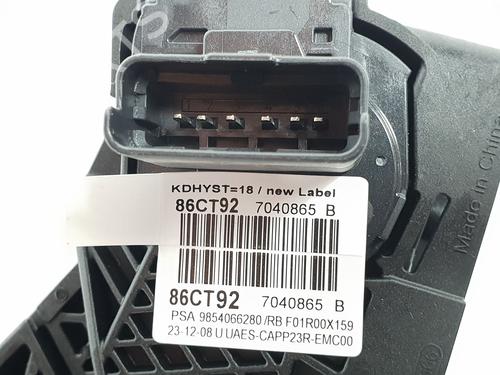 KDHYST=18 / new Label
86CT92 7040865 B
86CT92 7040865 B
PSA 9854066280 /RB F01R00X159
23-12-08 U UAES-CAPP23R-EMC00
Made in China